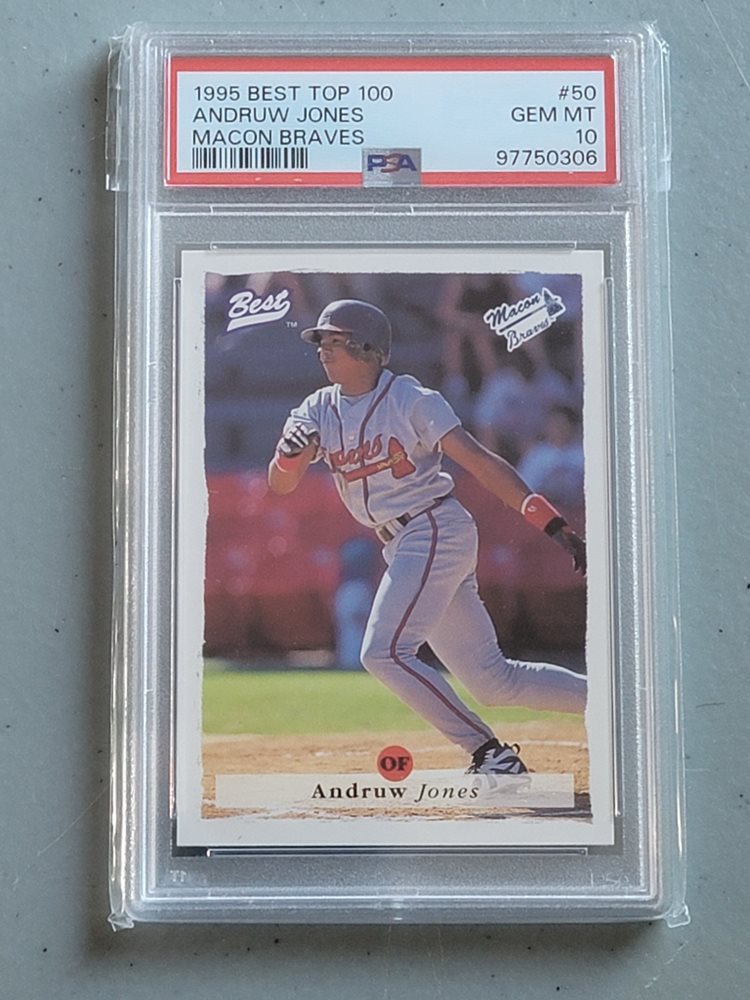 1995 BEST TOP 100 #50
ANDRUW JONES GEM MT
MACON BRAVES 10
PSA 97750306
Best TM
Macon
Braves
OF
Andruw Jones